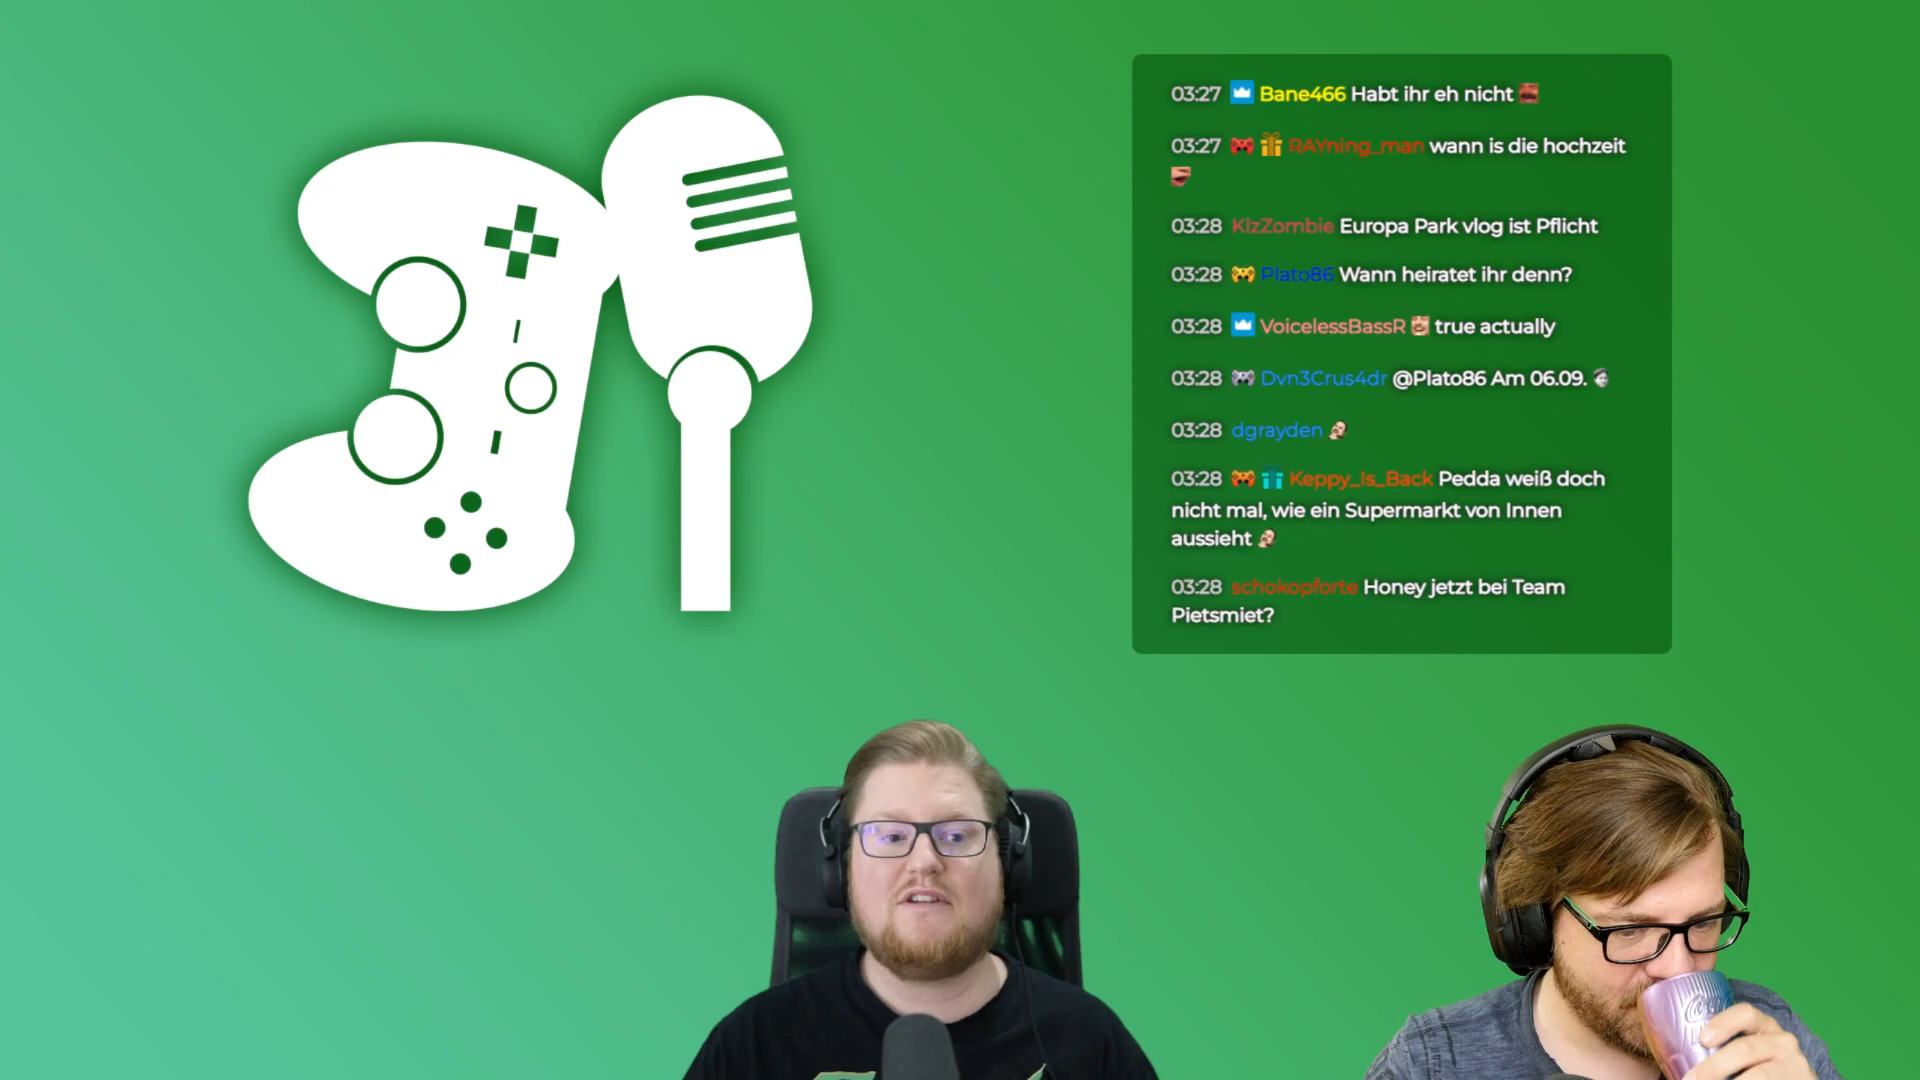 03:27 Bane466 Habt ihr eh nicht
03:27 RAYning_man wann is die hochzeit
03:28 KlzZombie Europa Park vlog ist Pflicht
03:28 Plato86 Wann heiratet ihr denn?
03:28 VoicelessBassR true actually
03:28 Dvn3Crus4dr @Plato86 Am 06.09.
03:28 dgrayden
03:28 Keppy_Is_Back Pedda weiß doch
nicht mal, wie ein Supermarkt von Innen
aussieht
03:28 schokopforte Honey jetzt bei Team
Pietsmiet?